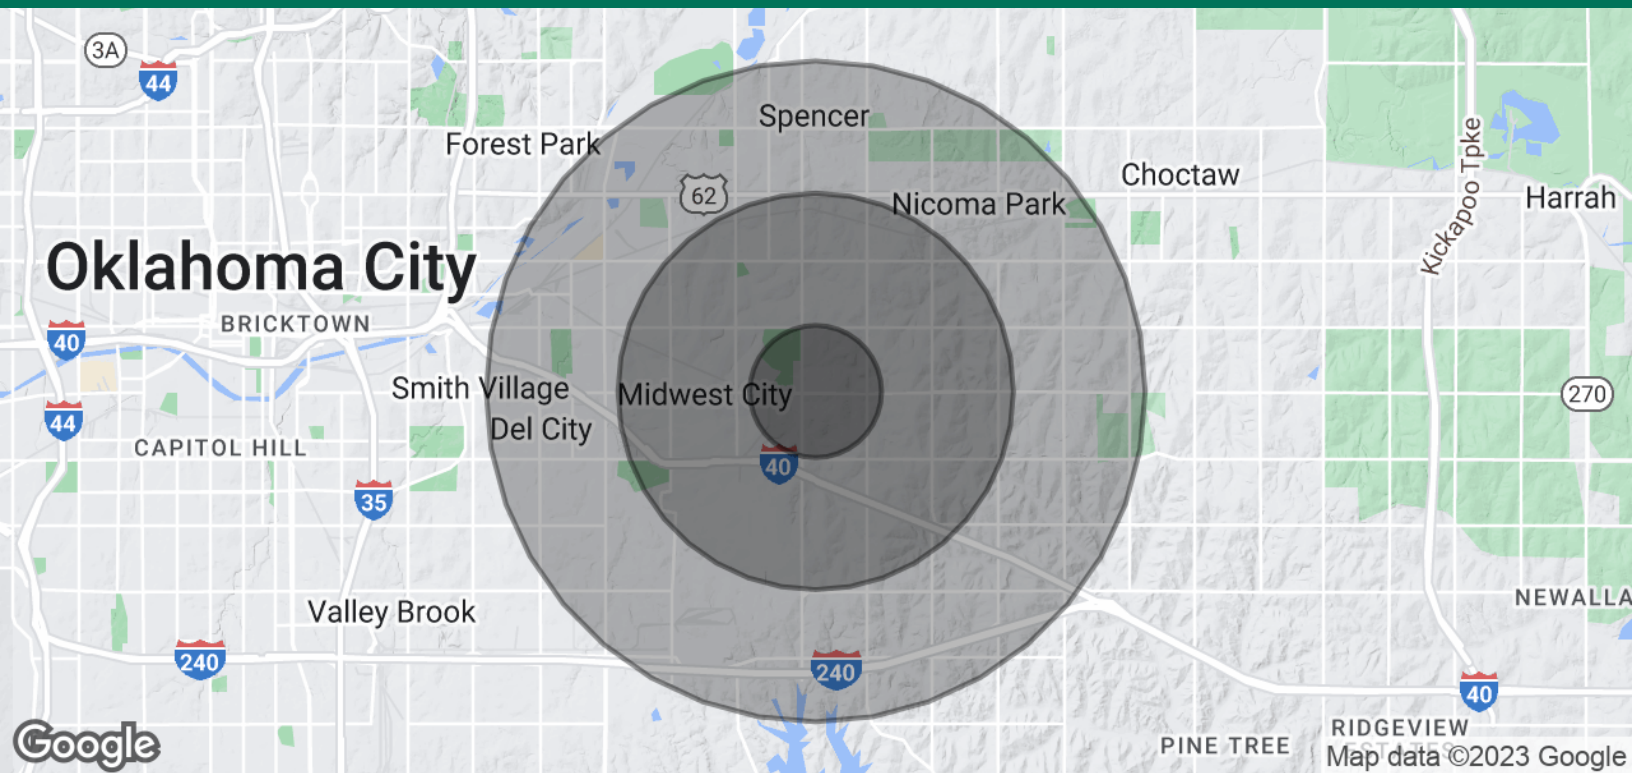 3A
44
Spencer
Forest Park
62
Choctaw
Nicoma Park
Harrah
Kickapoo Tpke
Oklahoma City
BRICKTOWN
40
Smith Village
Midwest City
270
44
Del City
CAPITOL HILL
40
35
Valley Brook
NEWALLA
240
240
40
RIDGEVIEW
ESTATES
PINE TREE
Google
Map data ©2023 Google